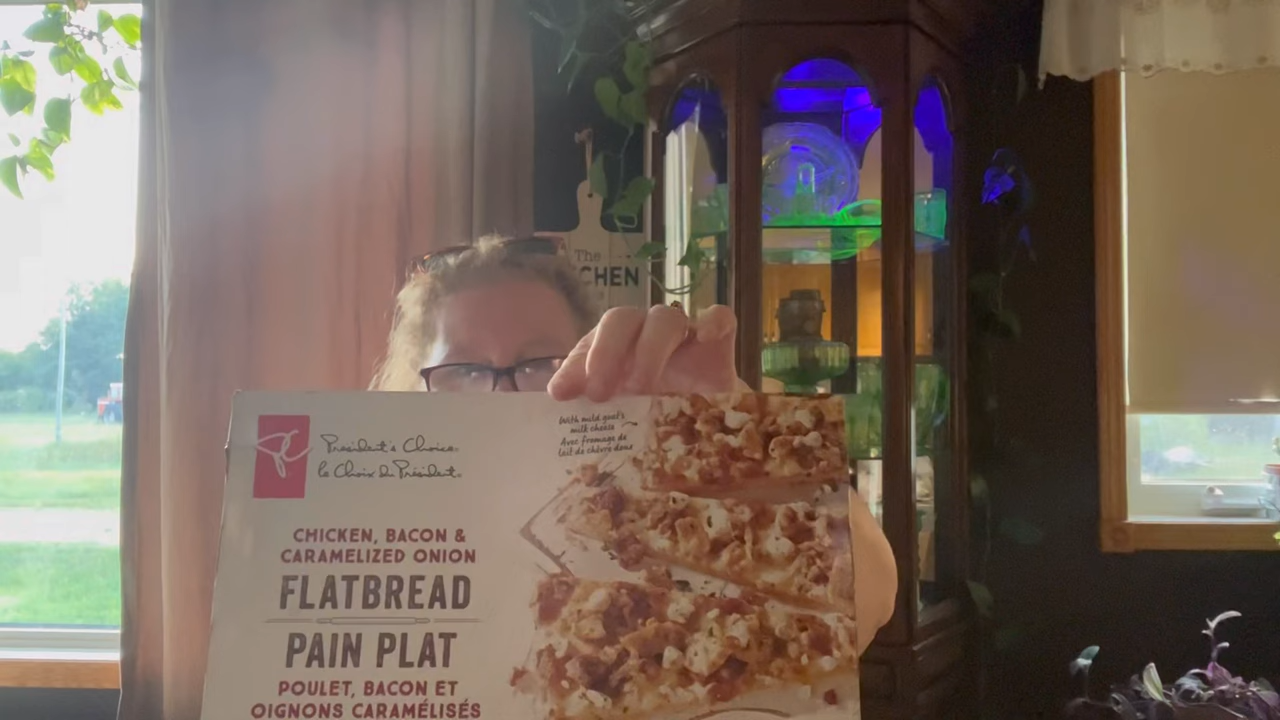 The
CHEN
President's Choice
le Choix du Président
With mild goat's
milk cheese
Avec fromage de
lait de chèvre doux
CHICKEN, BACON &
CARAMELIZED ONION
FLATBREAD
PAIN PLAT
POULET, BACON ET
OIGNONS CARAMÉLISÉS